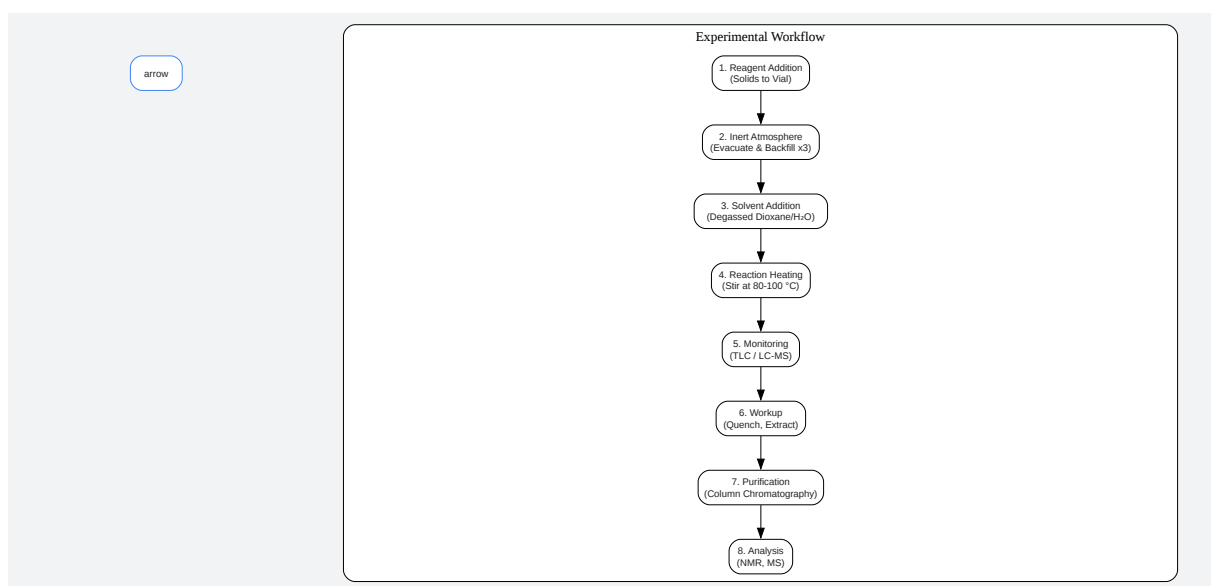 Experimental Workflow
arrow
1. Reagent Addition
(Solids to Vial)
2. Inert Atmosphere
(Evacuate & Backfill x3)
3. Solvent Addition
(Degassed Dioxane/H₂O)
4. Reaction Heating
(Stir at 80-100 °C)
5. Monitoring
(TLC / LC-MS)
6. Workup
(Quench, Extract)
7. Purification
(Column Chromatography)
8. Analysis
(NMR, MS)